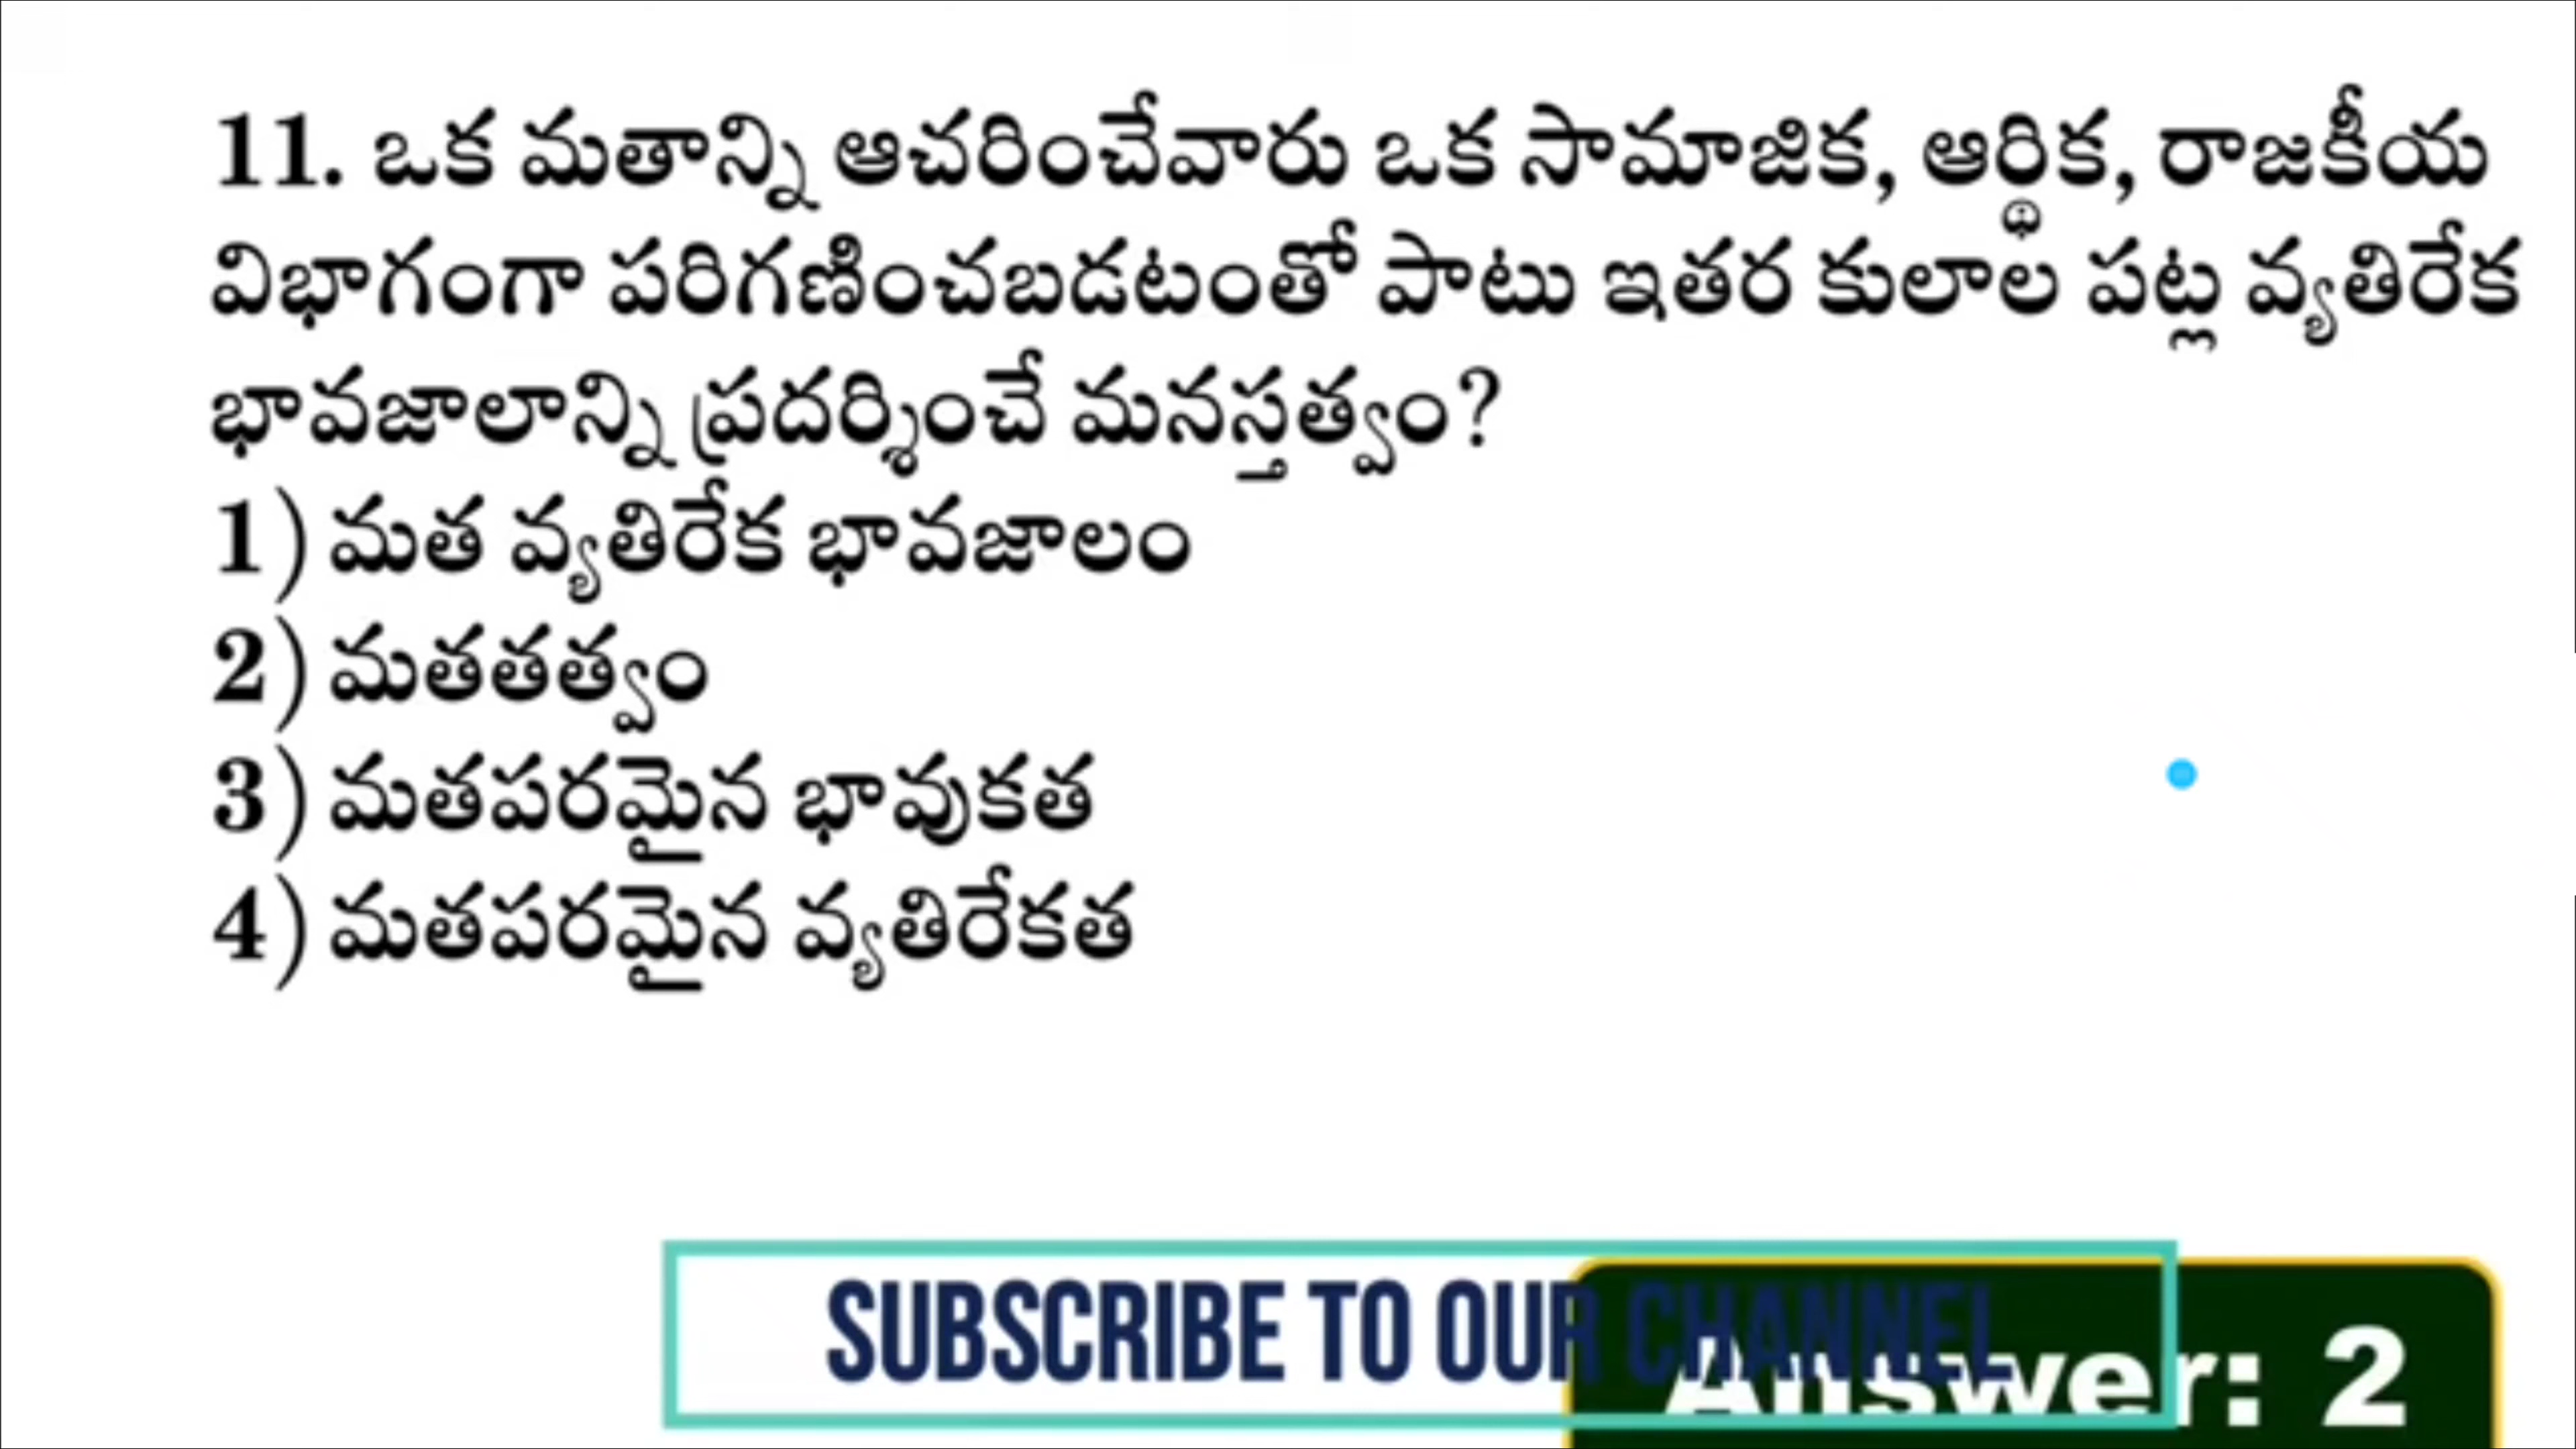 11. ఒక మతాన్ని ఆచరించేవారు ఒక సామాజిక, ఆర్థిక, రాజకీయ
విభాగంగా పరిగణించబడటంతో పాటు ఇతర కులాల పట్ల వ్యతిరేక
భావజాలాన్ని ప్రదర్శించే మనస్తత్వం?
1) మత వ్యతిరేక భావజాలం
2) మతతత్వం
3) మతపరమైన భావుకత
4) మతపరమైన వ్యతిరేకత
SUBSCRIBE TO OUR CHANNEL
Answer: 2